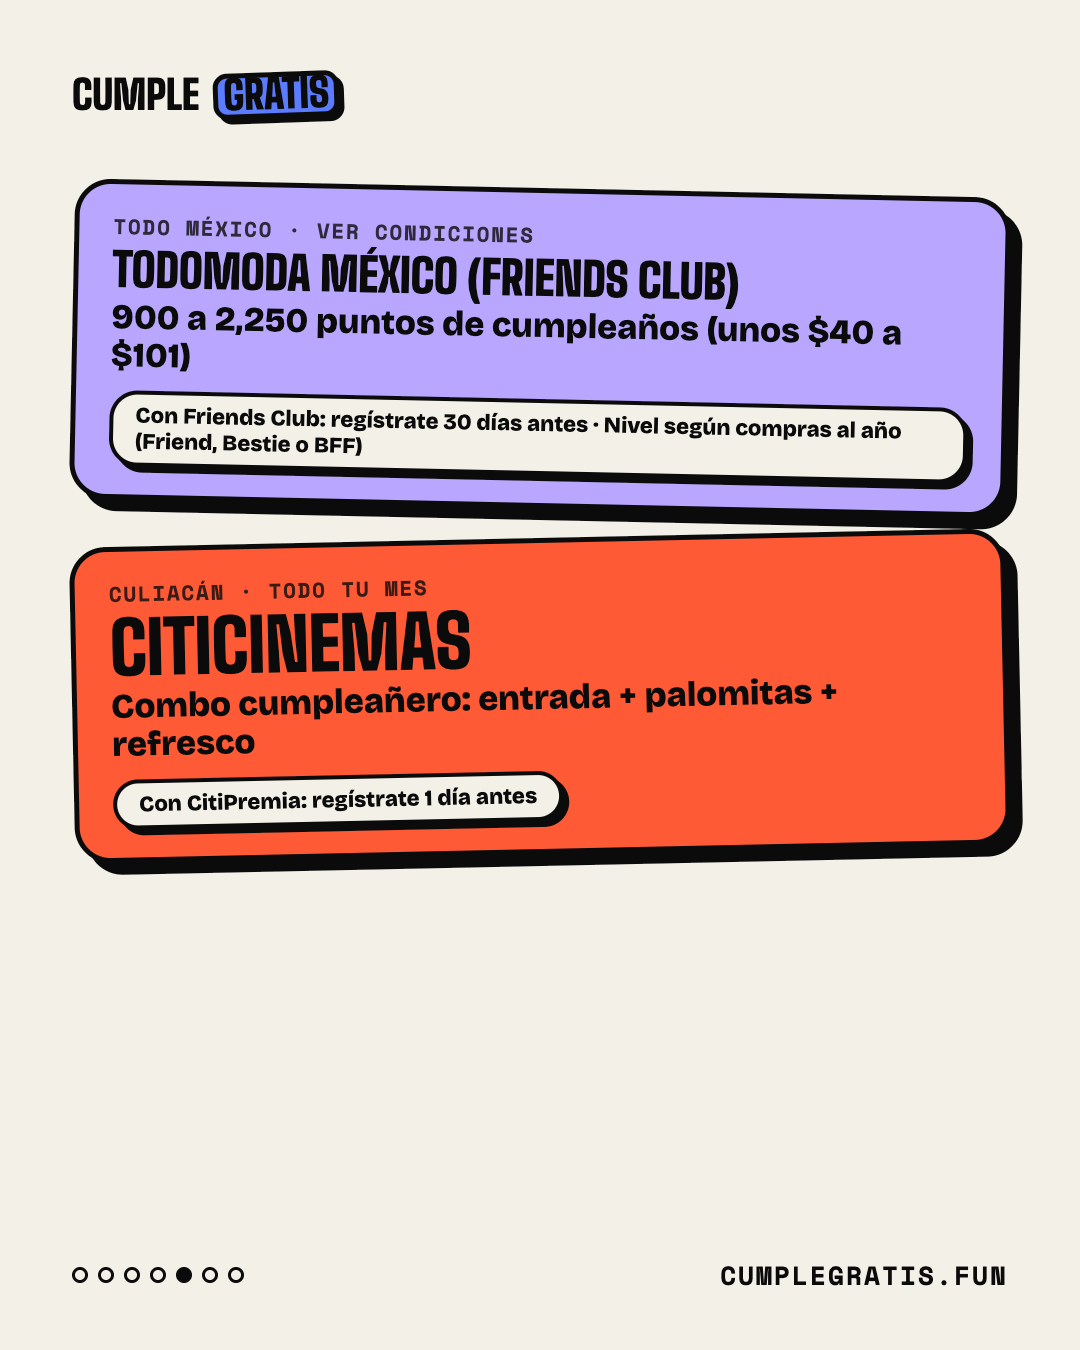 CUMPLE GRATIS
TODO MÉXICO · VER CONDICIONES
TODOMODA MÉXICO (FRIENDS CLUB)
900 a 2,250 puntos de cumpleaños (unos $40 a
$101)
Con Friends Club: regístrate 30 días antes · Nivel según compras al año
(Friend, Bestie o BFF)
CULIACÁN · TODO TU MES
CITICINEMAS
Combo cumpleañero: entrada + palomitas +
refresco
Con CitiPremia: regístrate 1 día antes
CUMPLEGRATIS.FUN